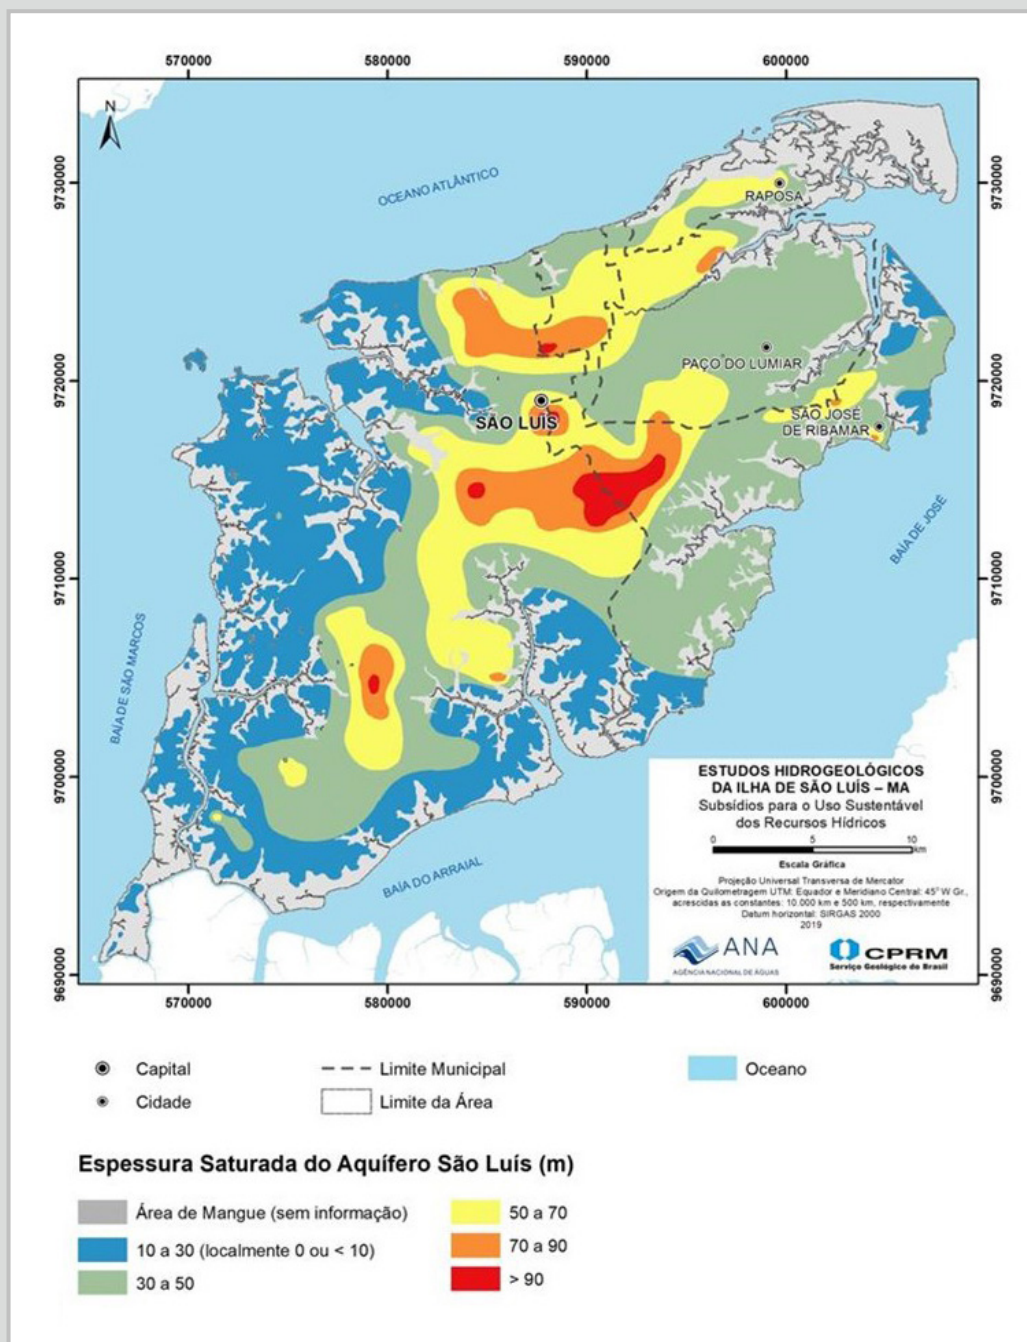 570000
580000
590000
600000
N
9730000
9730000
OCEANO ATLÂNTICO
RAPOSA
9720000
9720000
PAÇO DO LUMIAR
SÃO LUÍS
SÃO JOSÉ
DE RIBAMAR
9710000
9710000
BAÍA DE JOSÉ
BAÍA DE SÃO MARCOS
9700000
9700000
BAÍA DO ARRAIAL
9690000
9690000
ESTUDOS HIDROGEOLÓGICOS
DA ILHA DE SÃO LUÍS – MA
Subsídios para o Uso Sustentável
dos Recursos Hídricos
0 5 10
km
Escala Gráfica
Projeção Universal Transversa de Mercator
Origem da Quilometragem UTM: Equador e Meridiano Central: 45° W Gr.,
acrescidas as constantes: 10.000 km e 500 km, respectivamente
Datum horizontal: SIRGAS 2000
2019
ANA
AGÊNCIA NACIONAL DE ÁGUAS
CPRM
Serviço Geológico do Brasil
570000
580000
590000
600000
Capital
Limite Municipal
Oceano
Cidade
Limite da Área
Espessura Saturada do Aquífero São Luís (m)
Área de Mangue (sem informação)
50 a 70
10 a 30 (localmente 0 ou < 10)
70 a 90
30 a 50
> 90